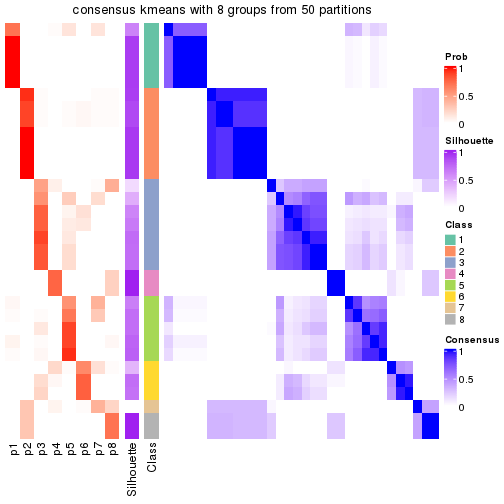 consensus kmeans with 8 groups from 50 partitions
Prob
1
0.5
0
Silhouette
1
0.5
0
Class
1
2
3
4
5
6
7
8
Consensus
1
0.5
0
p1
p2
p3
p4
p5
p6
p7
p8
Silhouette
Class